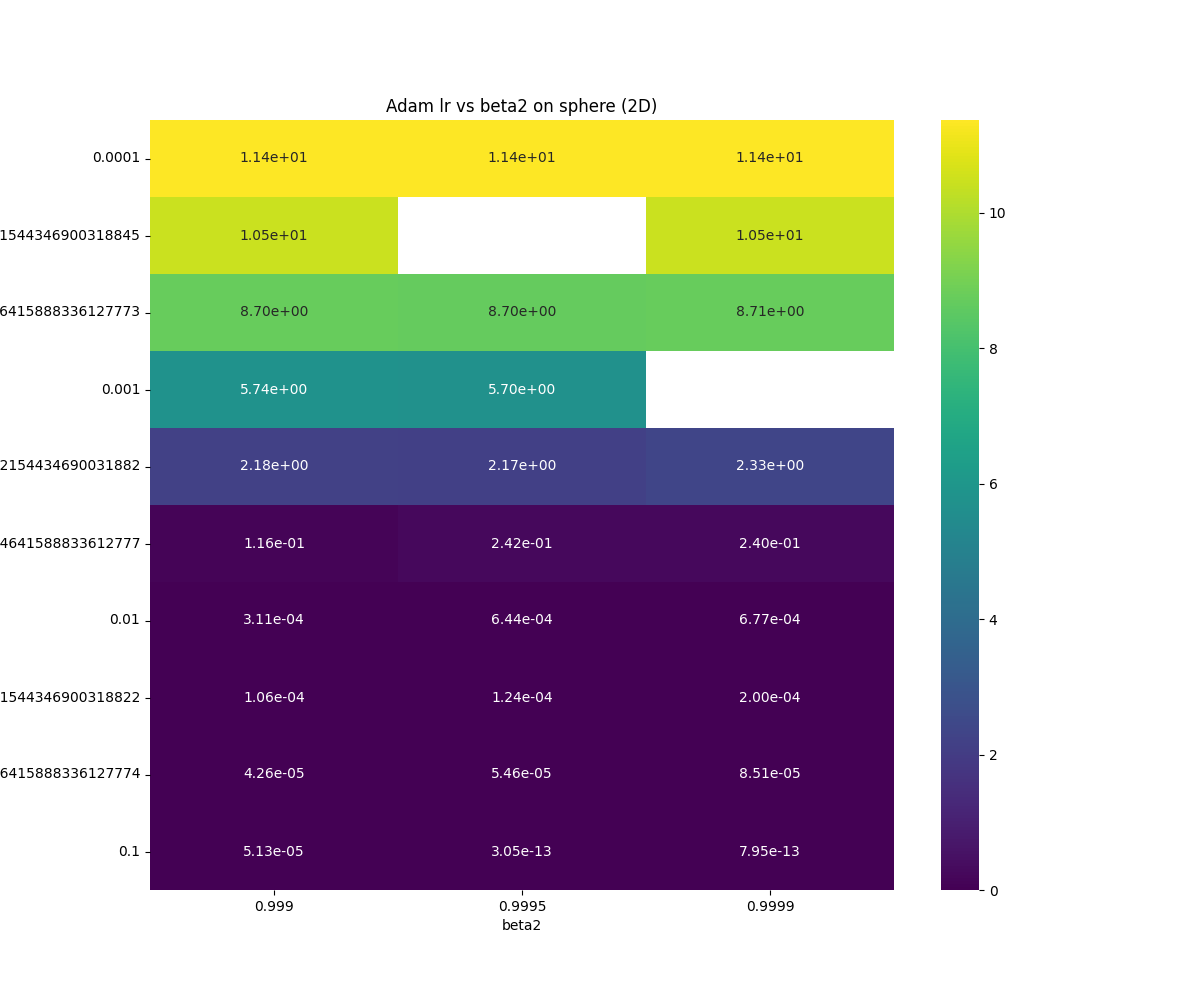 Adam lr vs beta2 on sphere (2D)
0.0001 1.14e+01 1.14e+01 1.14e+01
1544346900318845 1.05e+01 1.05e+01
6415888336127773 8.70e+00 8.70e+00 8.71e+00
0.001 5.74e+00 5.70e+00
2154434690031882 2.18e+00 2.17e+00 2.33e+00
4641588833612777 1.16e-01 2.42e-01 2.40e-01
0.01 3.11e-04 6.44e-04 6.77e-04
1544346900318822 1.06e-04 1.24e-04 2.00e-04
6415888336127774 4.26e-05 5.46e-05 8.51e-05
0.1 5.13e-05 3.05e-13 7.95e-13
0.999 0.9995 0.9999
beta2
10
8
6
4
2
0